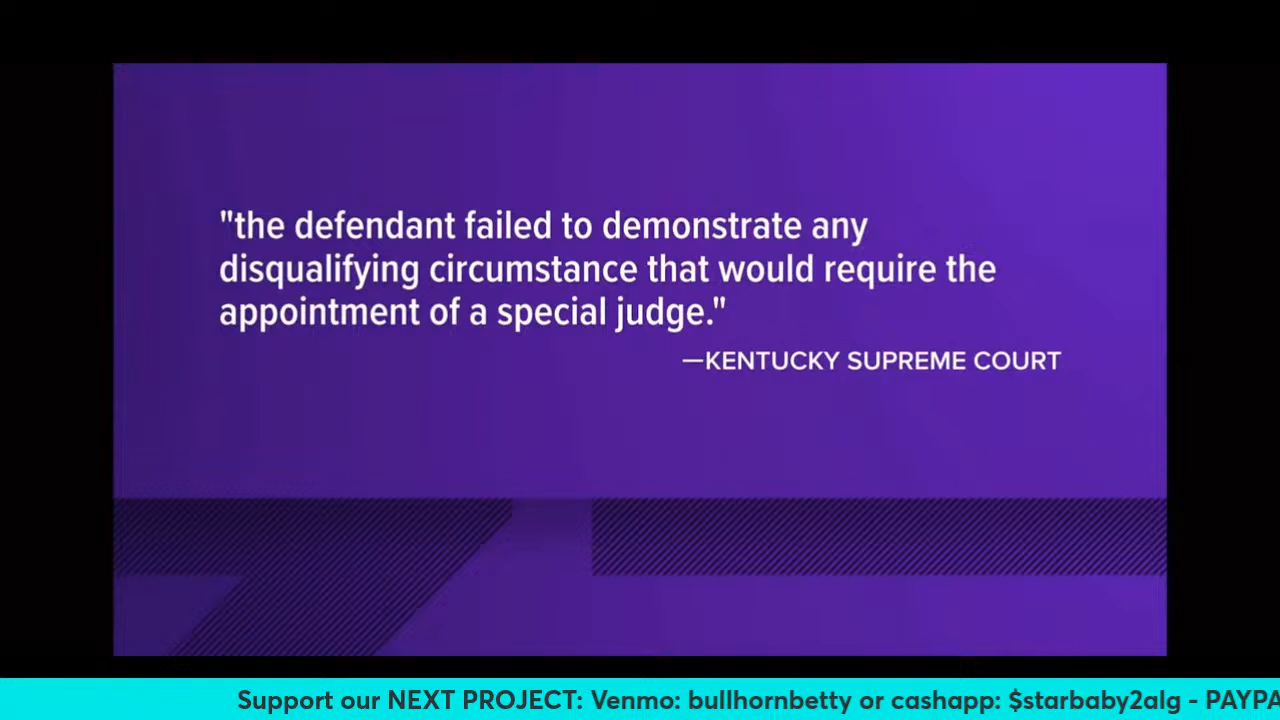 "the defendant failed to demonstrate any
disqualifying circumstance that would require the
appointment of a special judge."
—KENTUCKY SUPREME COURT
Support our NEXT PROJECT: Venmo: bullhornbetty or cashapp: $starbaby2alg - PAYPA